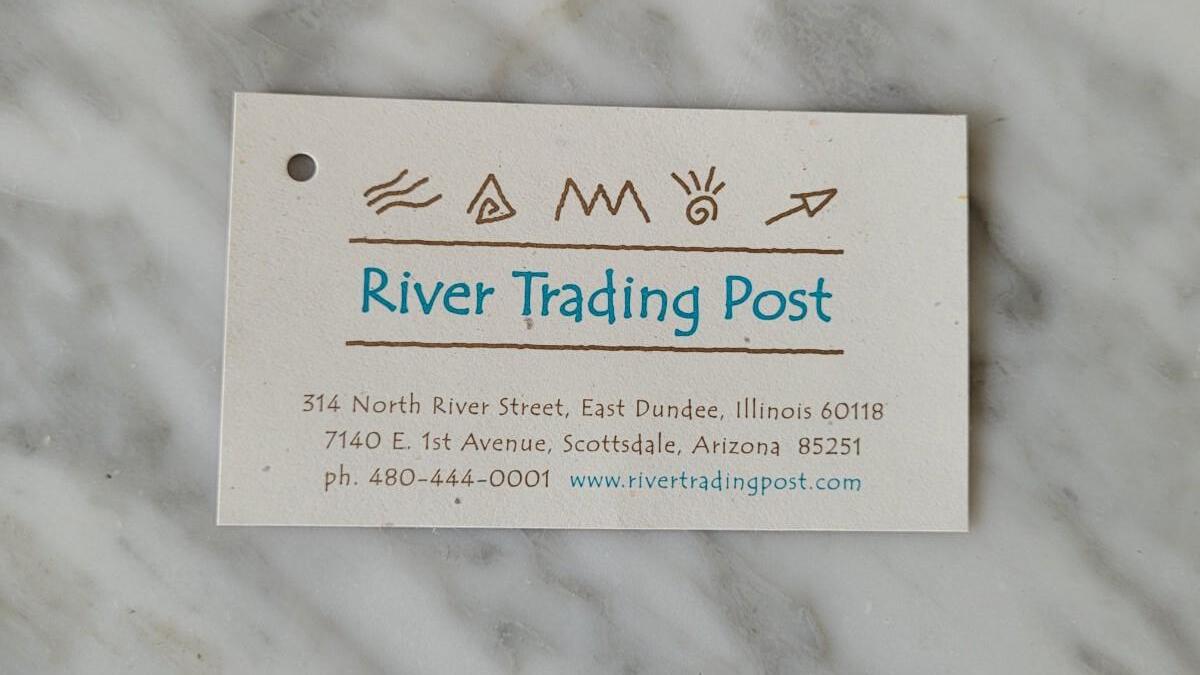 River Trading Post
314 North River Street, East Dundee, Illinois 60118
7140 E. 1st Avenue, Scottsdale, Arizona 85251
ph. 480-444-0001 www.rivertradingpost.com